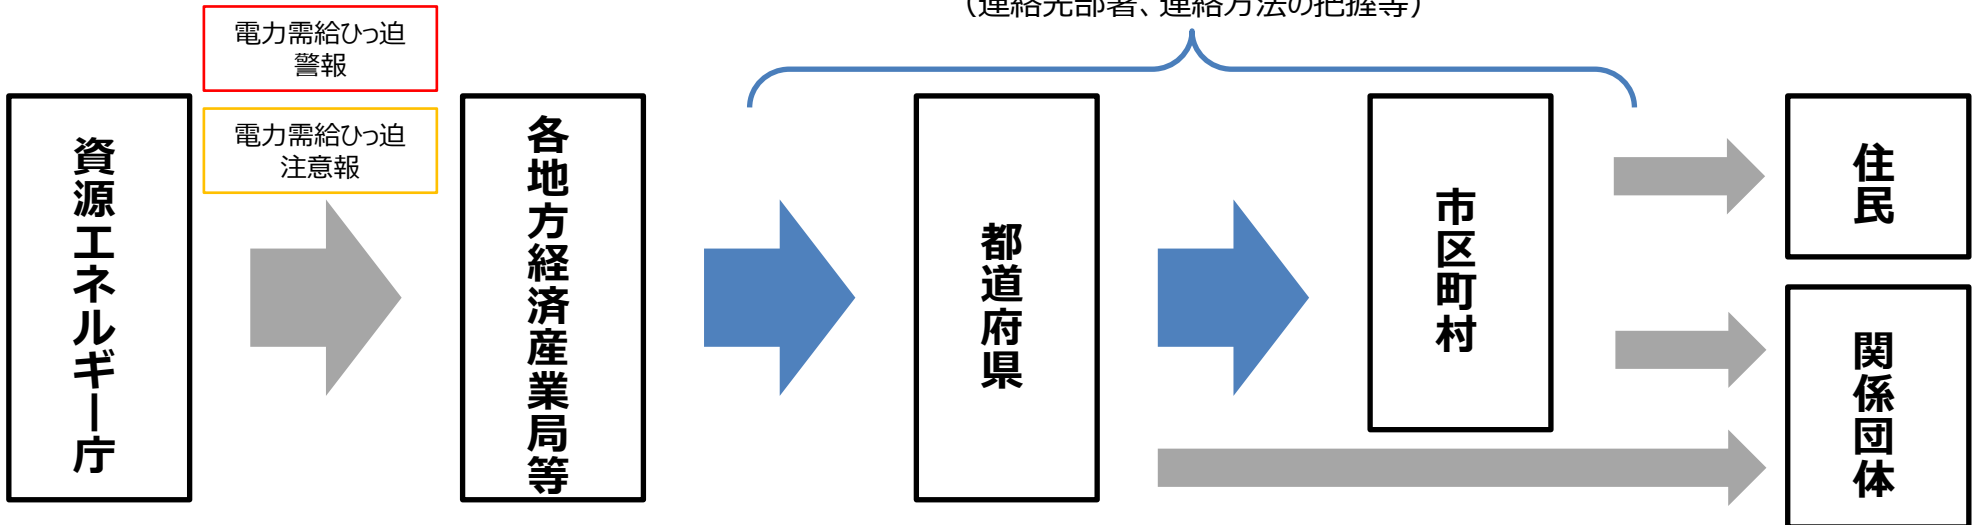 （連絡先部署、連絡方法の把握等）
電力需給ひっ迫
警報
電力需給ひっ迫
注意報
資源エネルギー庁
各地方経済産業局等
都道府県
市区町村
住民
関係団体